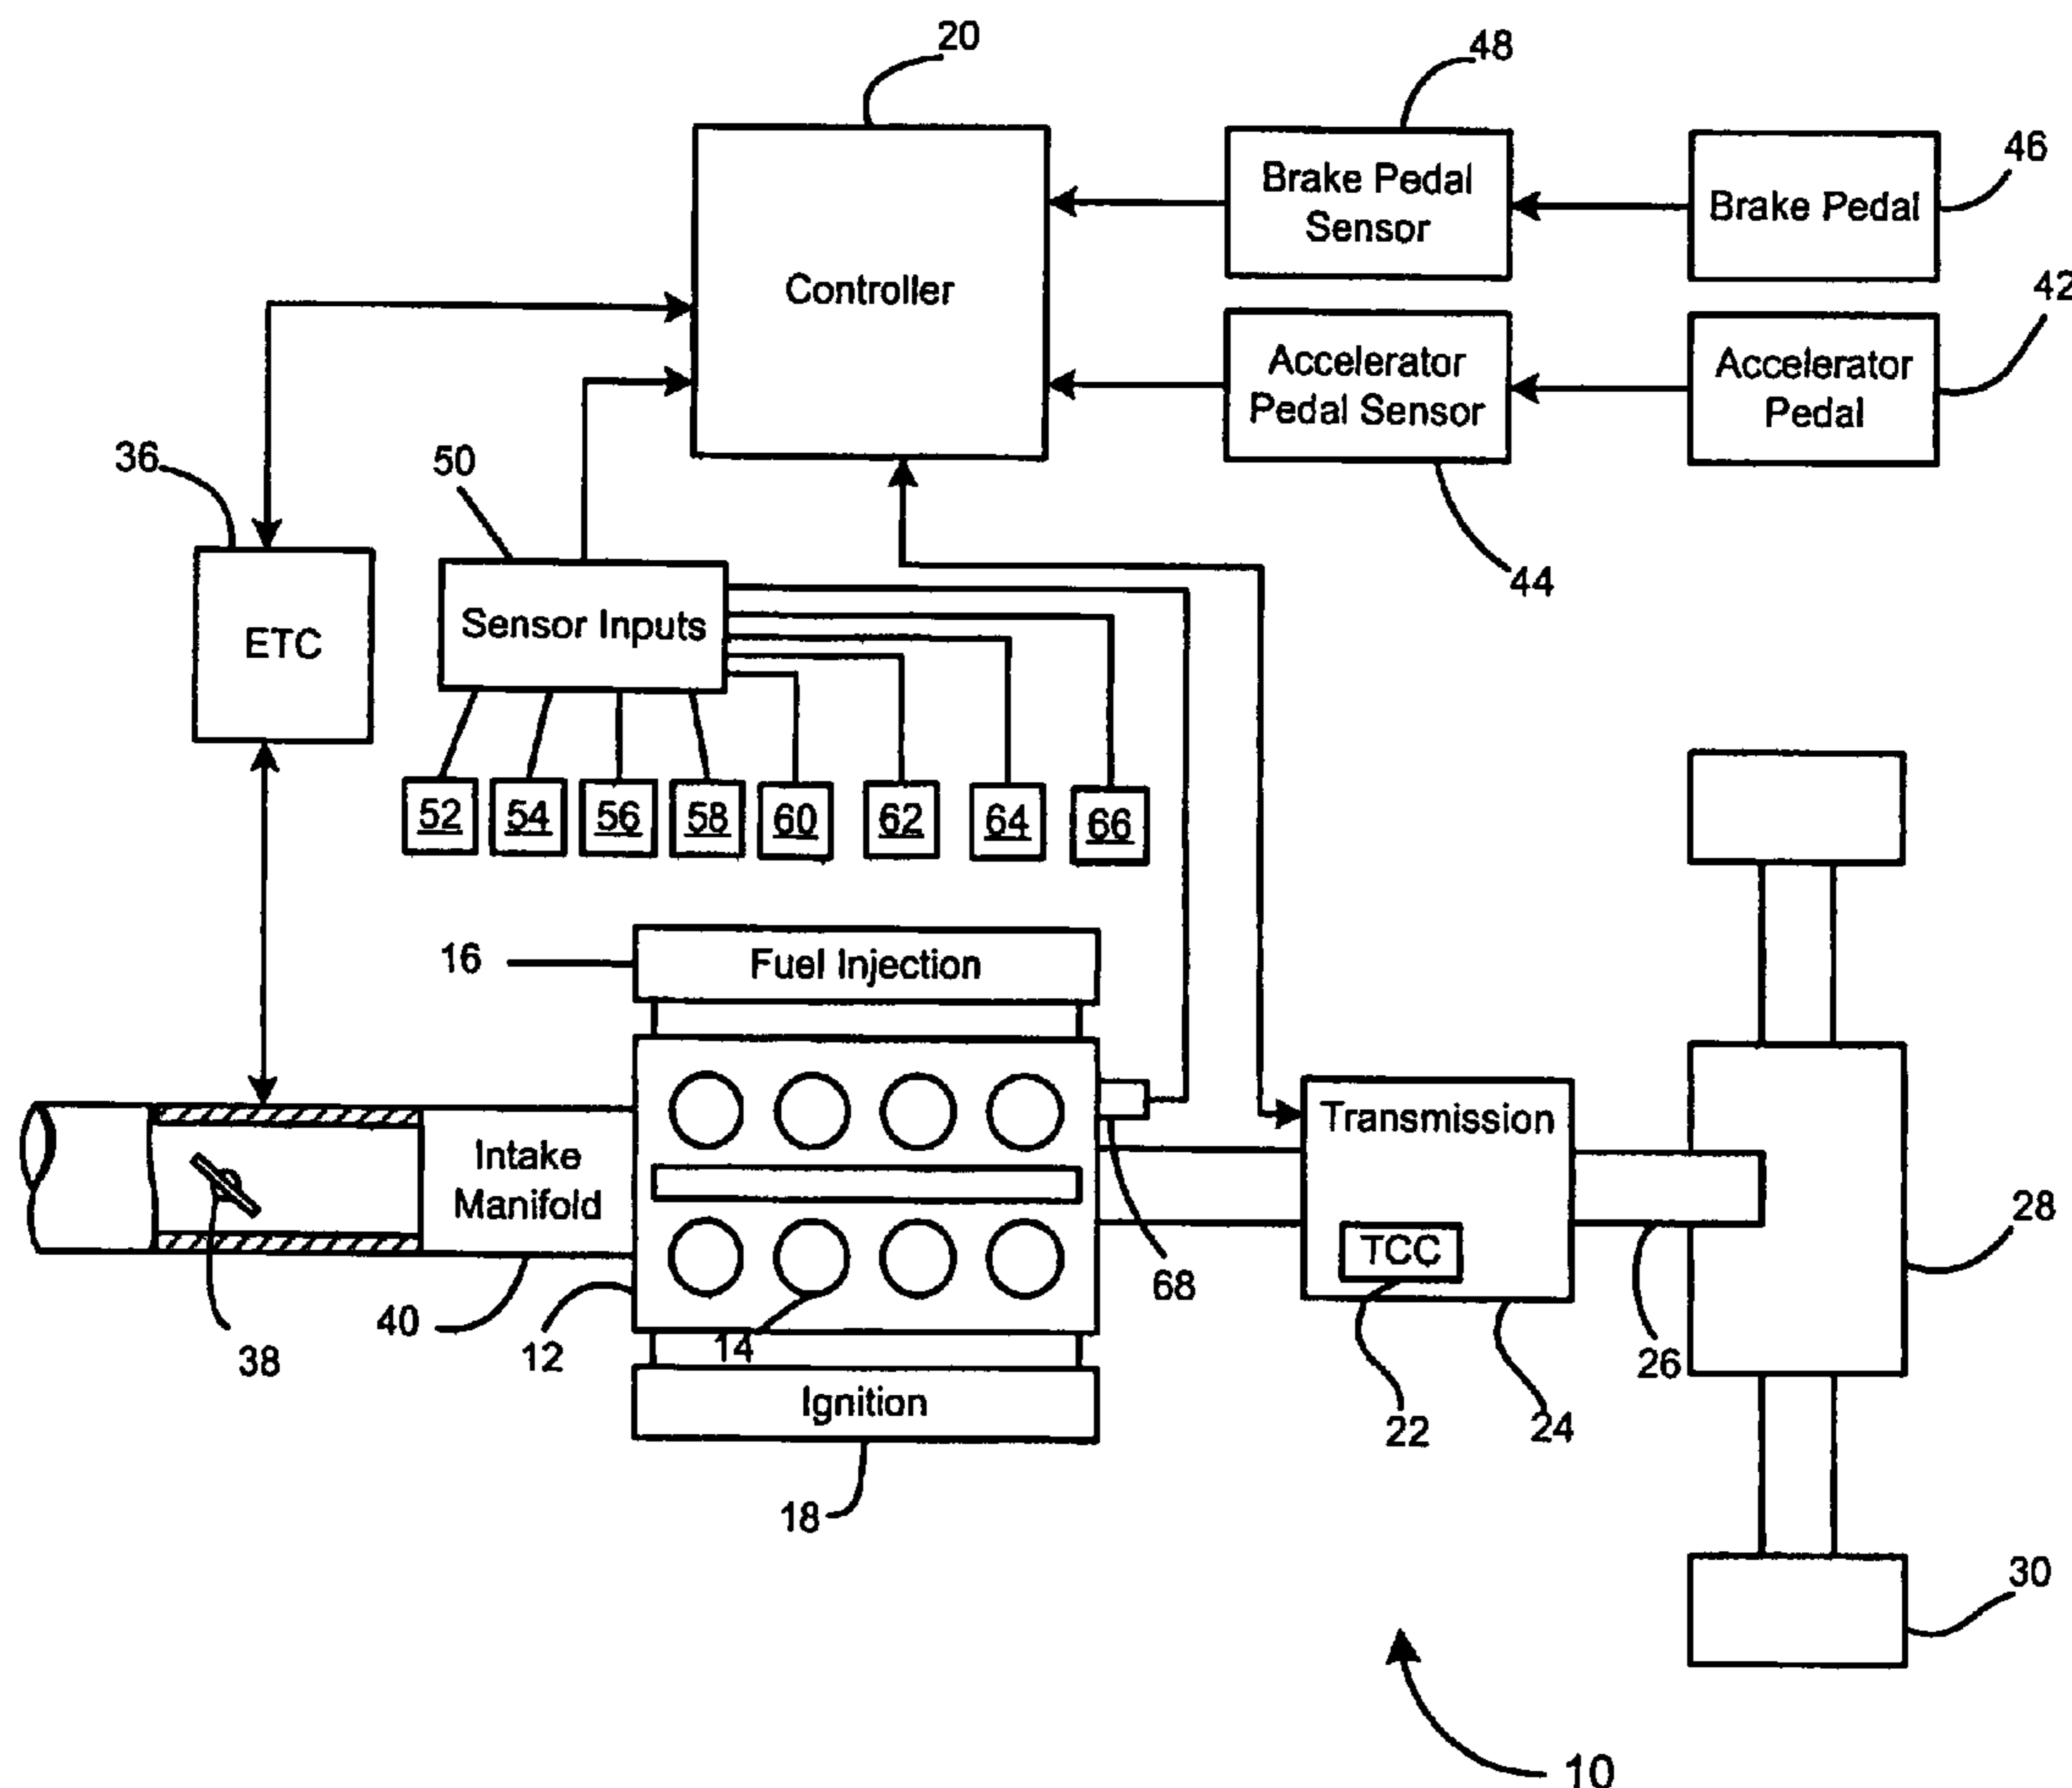 20
48
46
Brake Pedal
Sensor
Brake Pedal
Controller
42
Accelerator
Pedal Sensor
Accelerator
Pedal
36
50
44
ETC
Sensor Inputs
52
54
56
58
60
62
64
66
16
Fuel Injection
Transmission
Intake
Manifold
28
TCC
68
40
12
14
38
26
22
24
Ignition
18
30
10